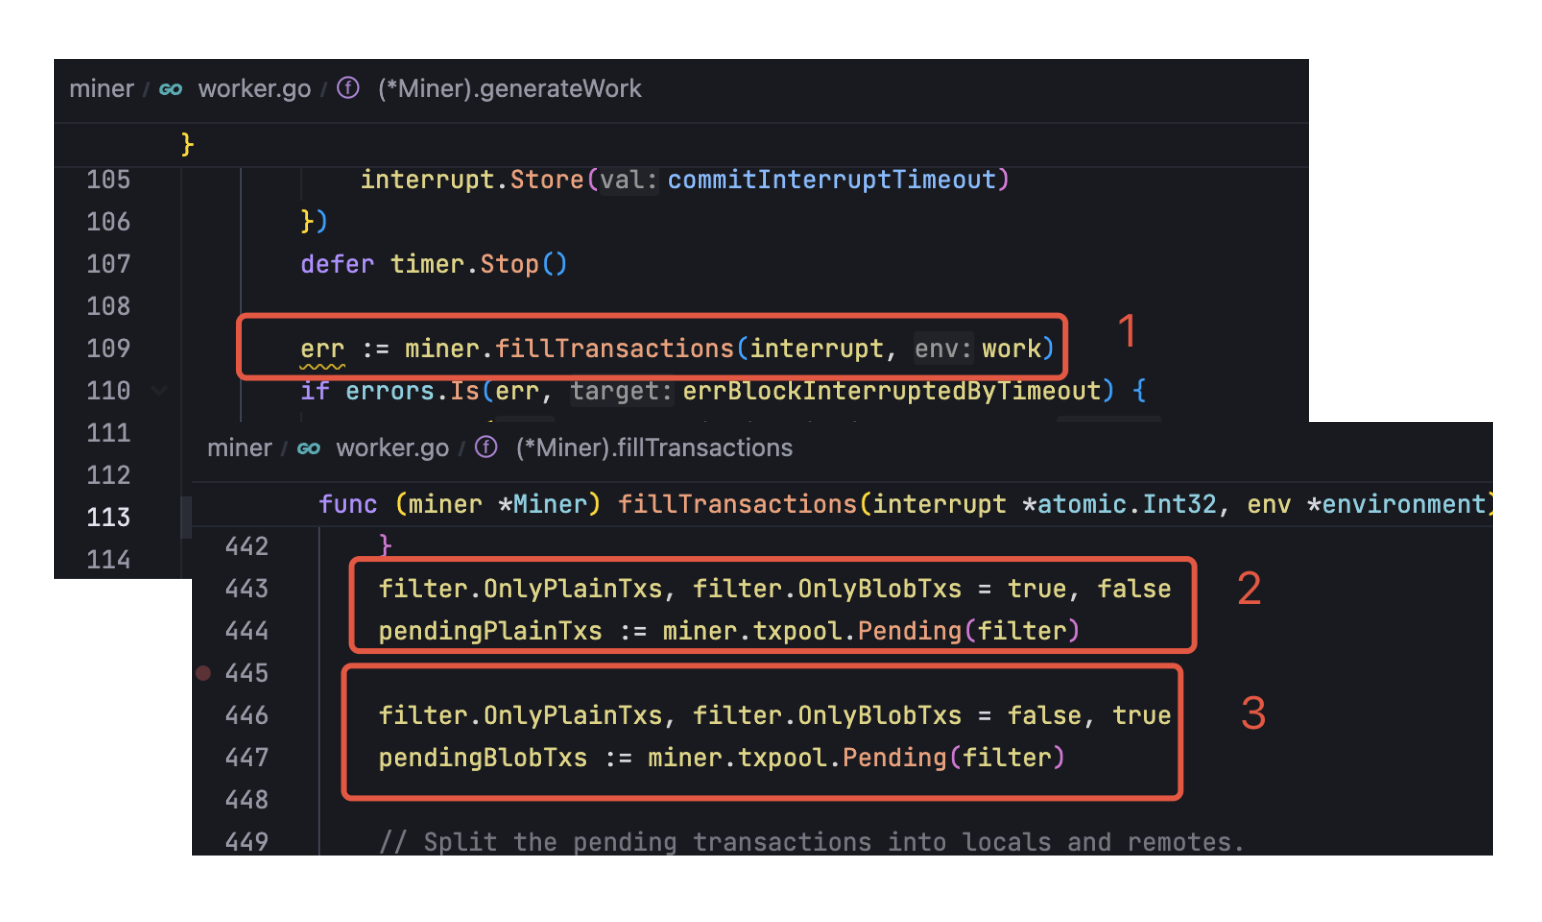 miner / GO worker.go / f (*Miner).generateWork
}
105 interrupt.Store(val: commitInterruptTimeout)
106 })
107 defer timer.Stop()
108
109 err := miner.fillTransactions(interrupt, env: work) 1
110 if errors.Is(err, target: errBlockInterruptedByTimeout) {
111
112
113
114
miner / GO worker.go / f (*Miner).fillTransactions
func (miner *Miner) fillTransactions(interrupt *atomic.Int32, env *environment)
442 }
443 filter.OnlyPlainTxs, filter.OnlyBlobTxs = true, false 2
444 pendingPlainTxs := miner.txpool.Pending(filter)
445
446 filter.OnlyPlainTxs, filter.OnlyBlobTxs = false, true 3
447 pendingBlobTxs := miner.txpool.Pending(filter)
448
449 // Split the pending transactions into locals and remotes.